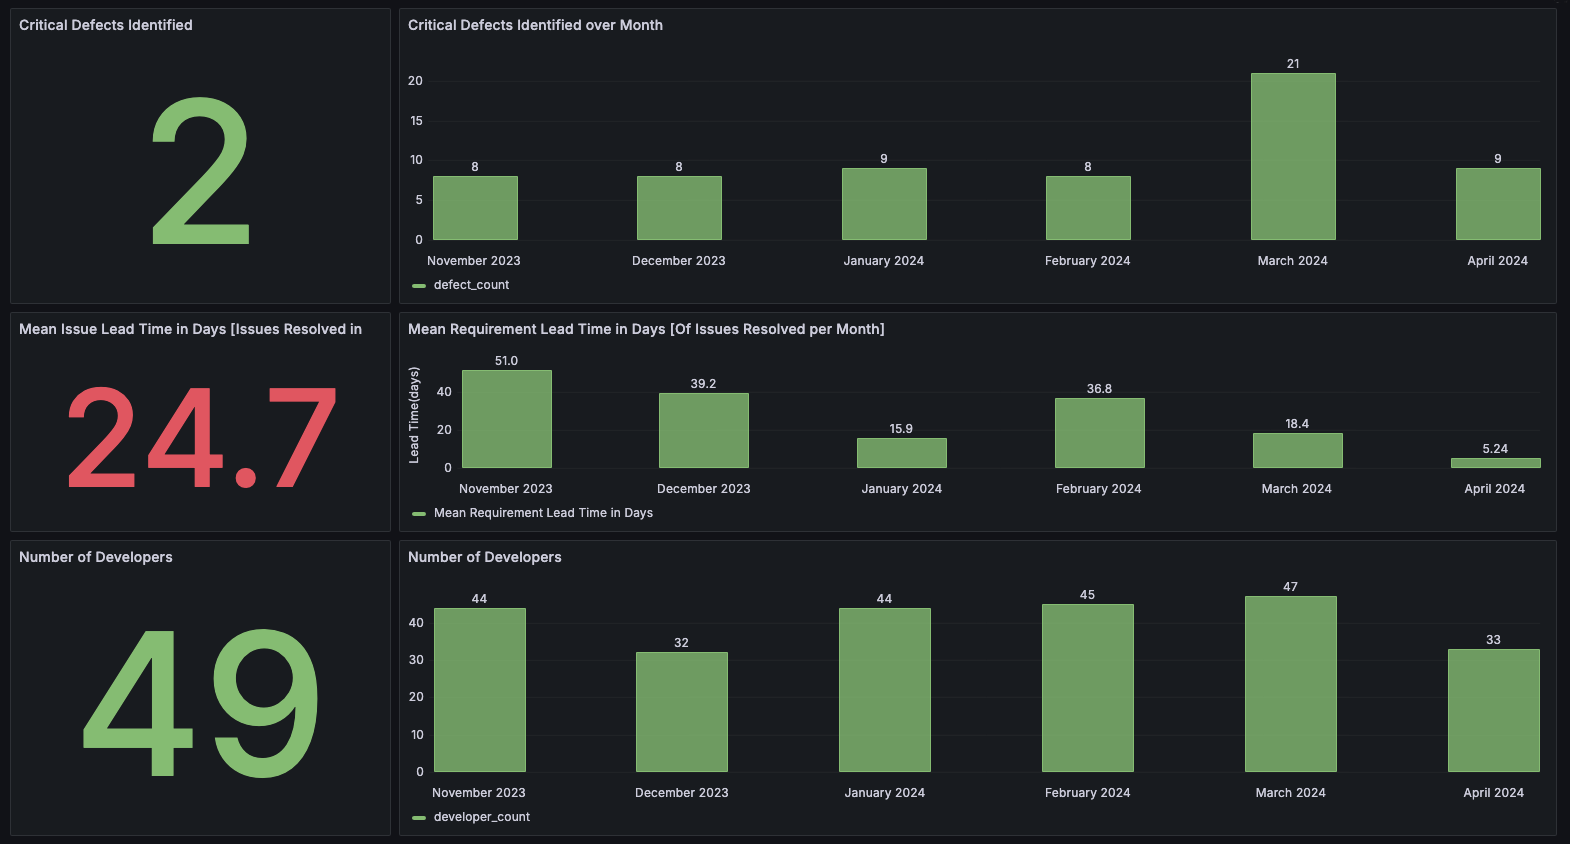 Critical Defects Identified
2
Critical Defects Identified over Month
20
15
10
5
0
8
8
9
8
21
9
November 2023
December 2023
January 2024
February 2024
March 2024
April 2024
defect_count
Mean Issue Lead Time in Days [Issues Resolved in
24.7
Mean Requirement Lead Time in Days [Of Issues Resolved per Month]
Lead Time(days)
40
20
0
51.0
39.2
15.9
36.8
18.4
5.24
November 2023
December 2023
January 2024
February 2024
March 2024
April 2024
Mean Requirement Lead Time in Days
Number of Developers
49
Number of Developers
40
30
20
10
0
44
32
44
45
47
33
November 2023
December 2023
January 2024
February 2024
March 2024
April 2024
developer_count